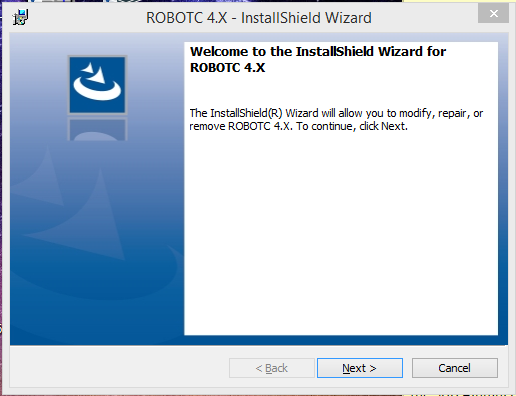 ROBOTC 4.X - InstallShield Wizard
Welcome to the InstallShield Wizard for
ROBOTC 4.X
The InstallShield(R) Wizard will allow you to modify, repair, or
remove ROBOTC 4.X. To continue, click Next.
< Back
Next >
Cancel